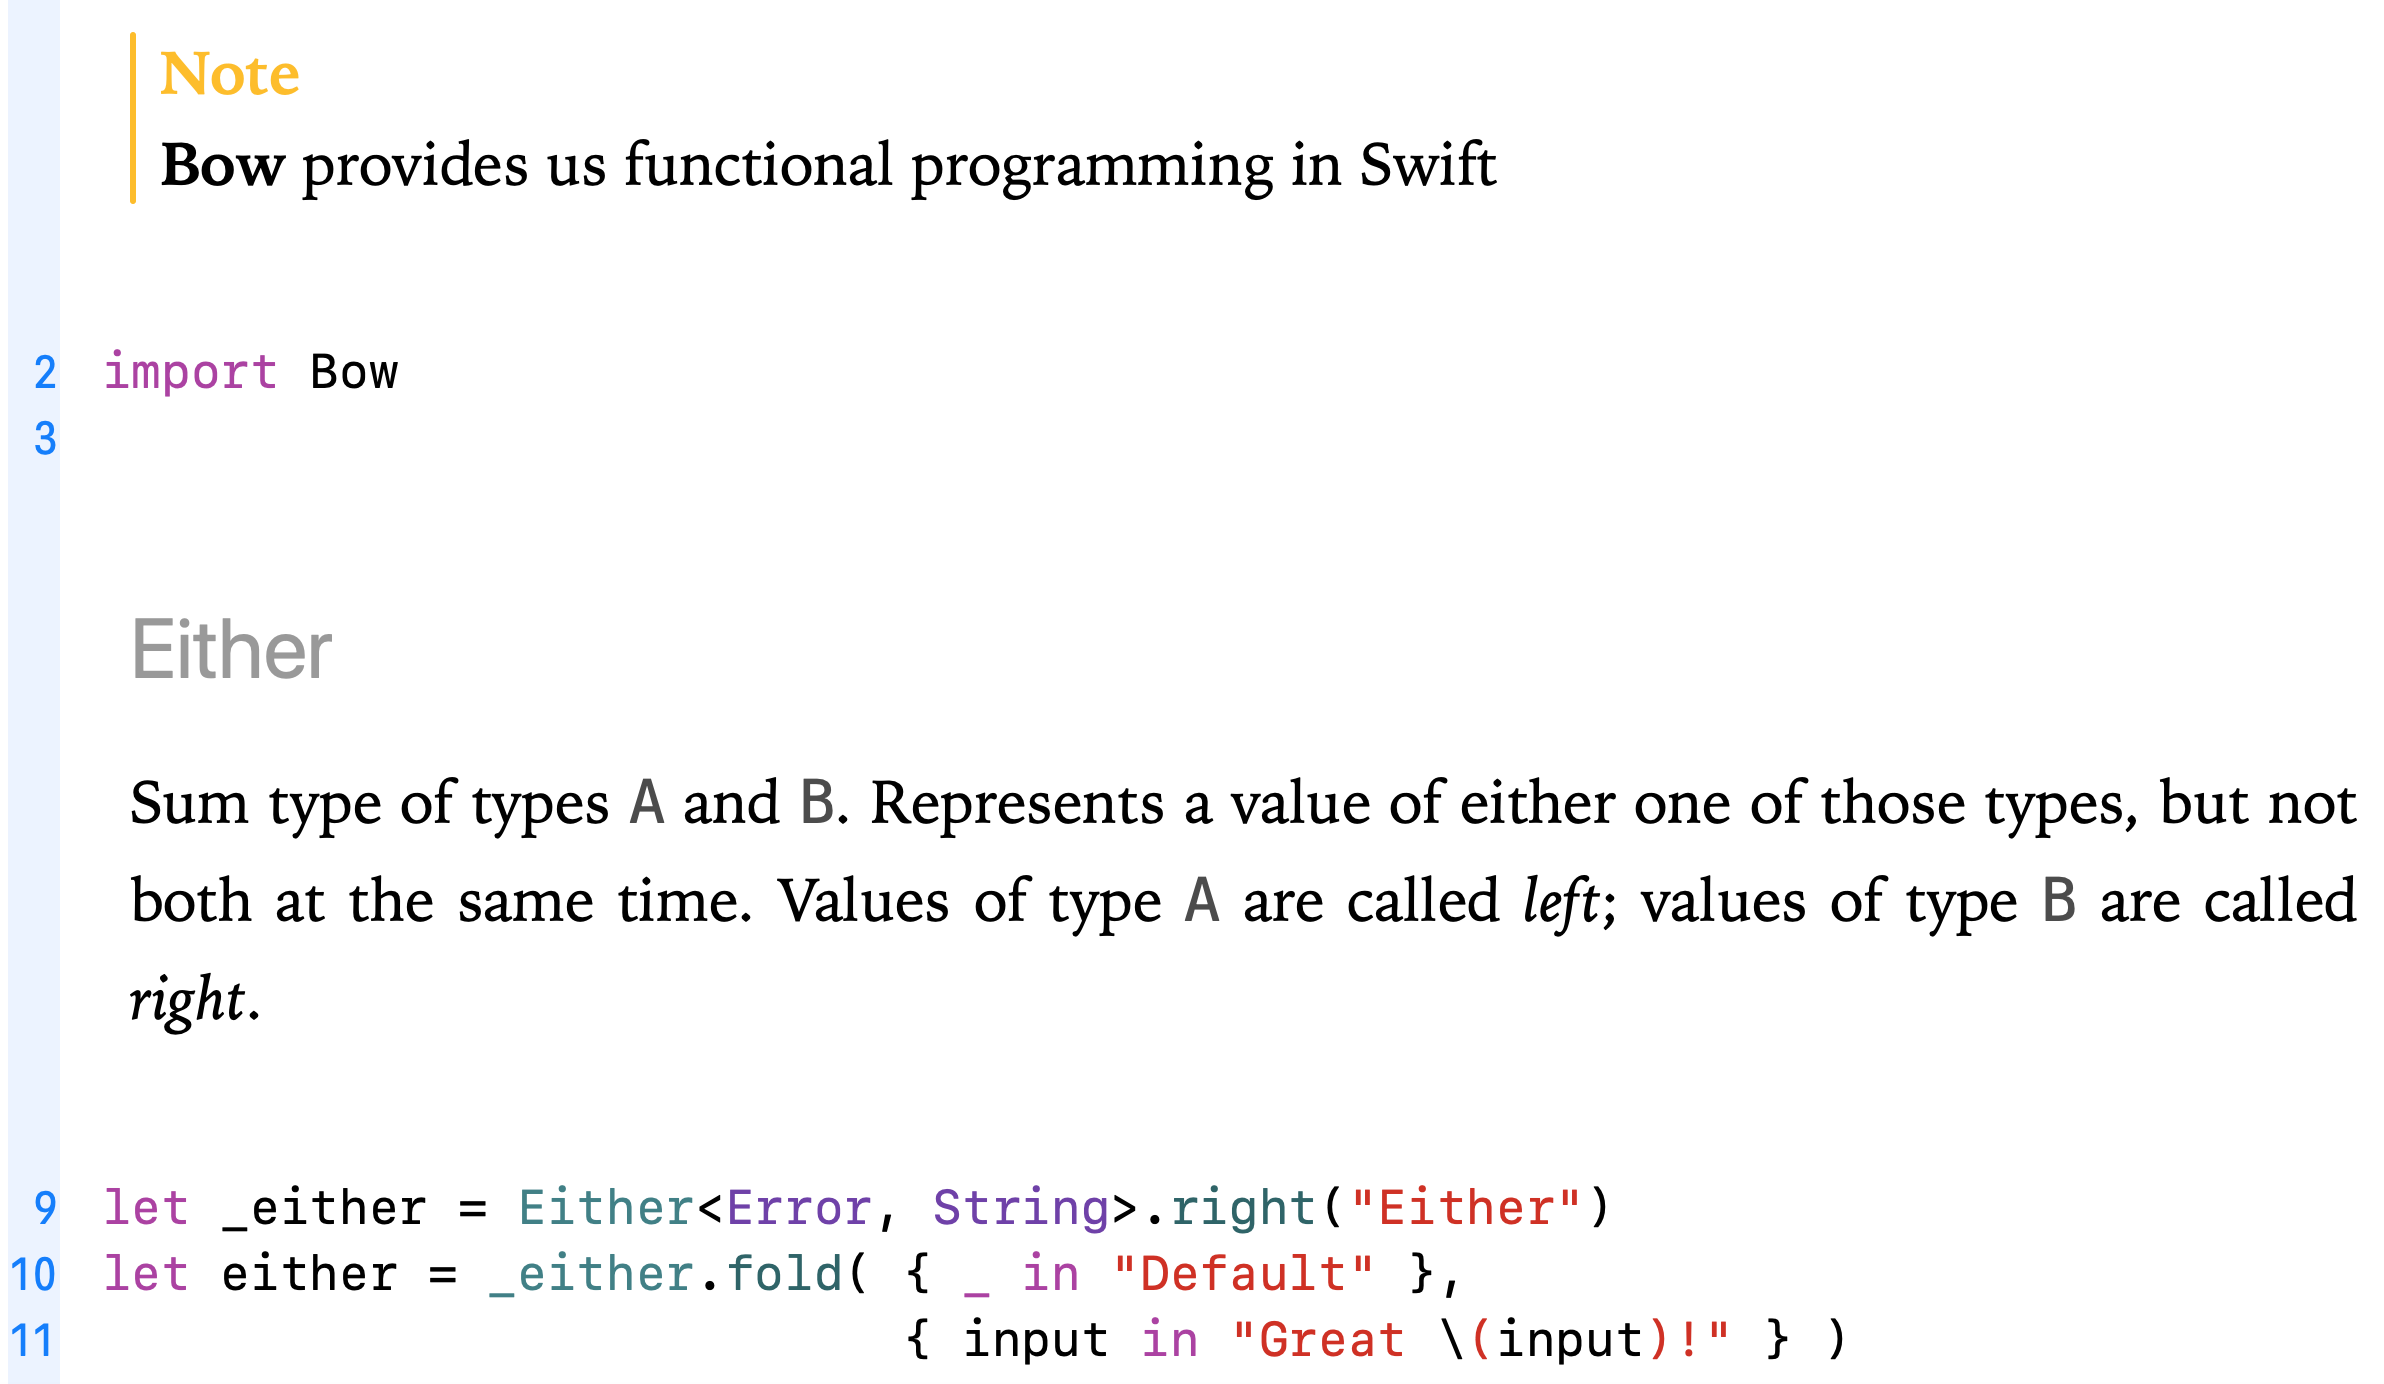 Note
Bow provides us functional programming in Swift
2 import Bow
3
Either
Sum type of types A and B. Represents a value of either one of those types, but not
both at the same time. Values of type A are called left; values of type B are called
right.
9 let _either = Either<Error, String>.right("Either")
10 let either = _either.fold( { _ in "Default" },
11 { input in "Great \(input)!" } )